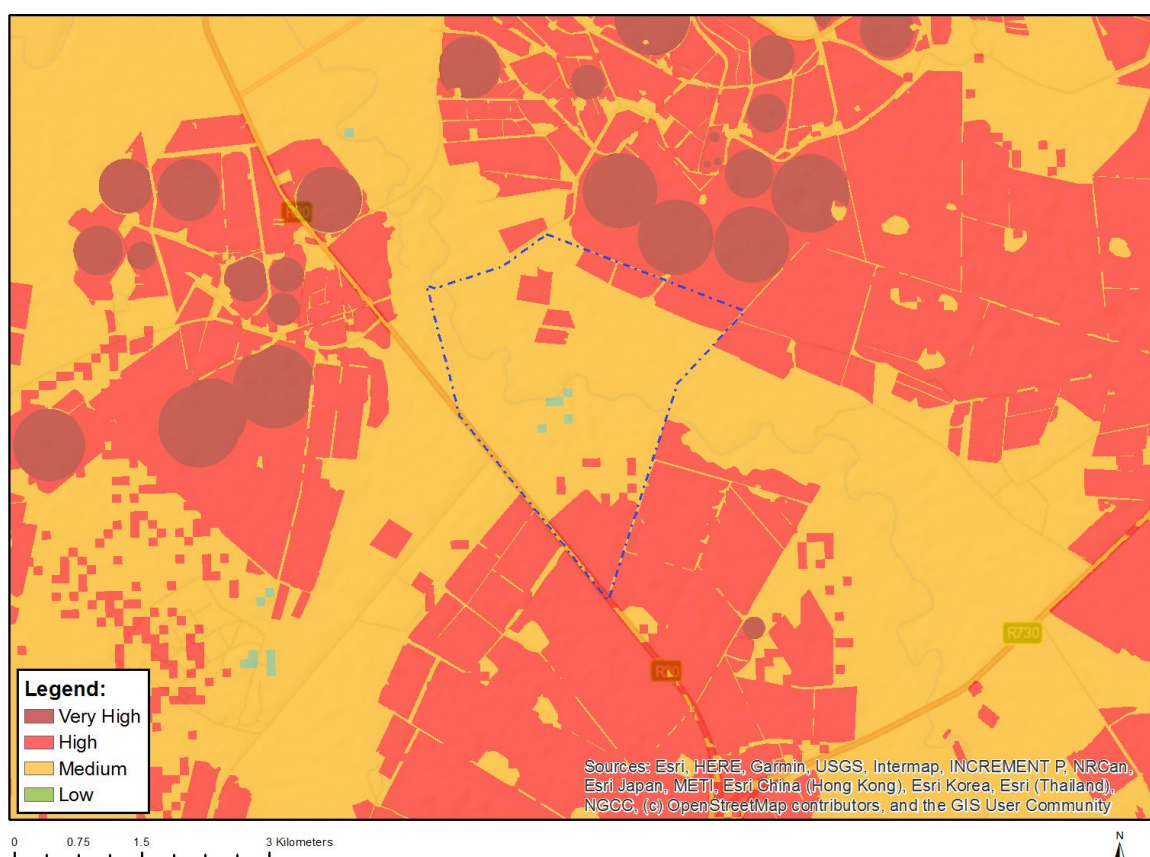 R30
R730
R30
Legend:
Very High
High
Medium
Low
Sources: Esri, HERE, Garmin, USGS, Intermap, INCREMENT P, NRCan,
Esri Japan, METI, Esri China (Hong Kong), Esri Korea, Esri (Thailand),
NGCC, (c) OpenStreetMap contributors, and the GIS User Community
0 0.75 1.5 3 Kilometers
N